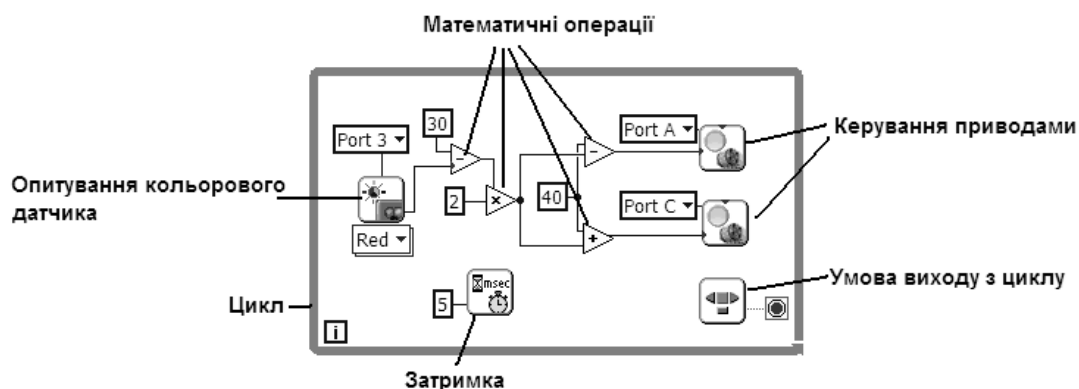 Математичні операції
30
Port A
Port 3
Керування приводами
Опитування кольорового
датчика
2
40
Port C
Red
Умова виходу з циклу
msec
Цикл
5
i
Затримка